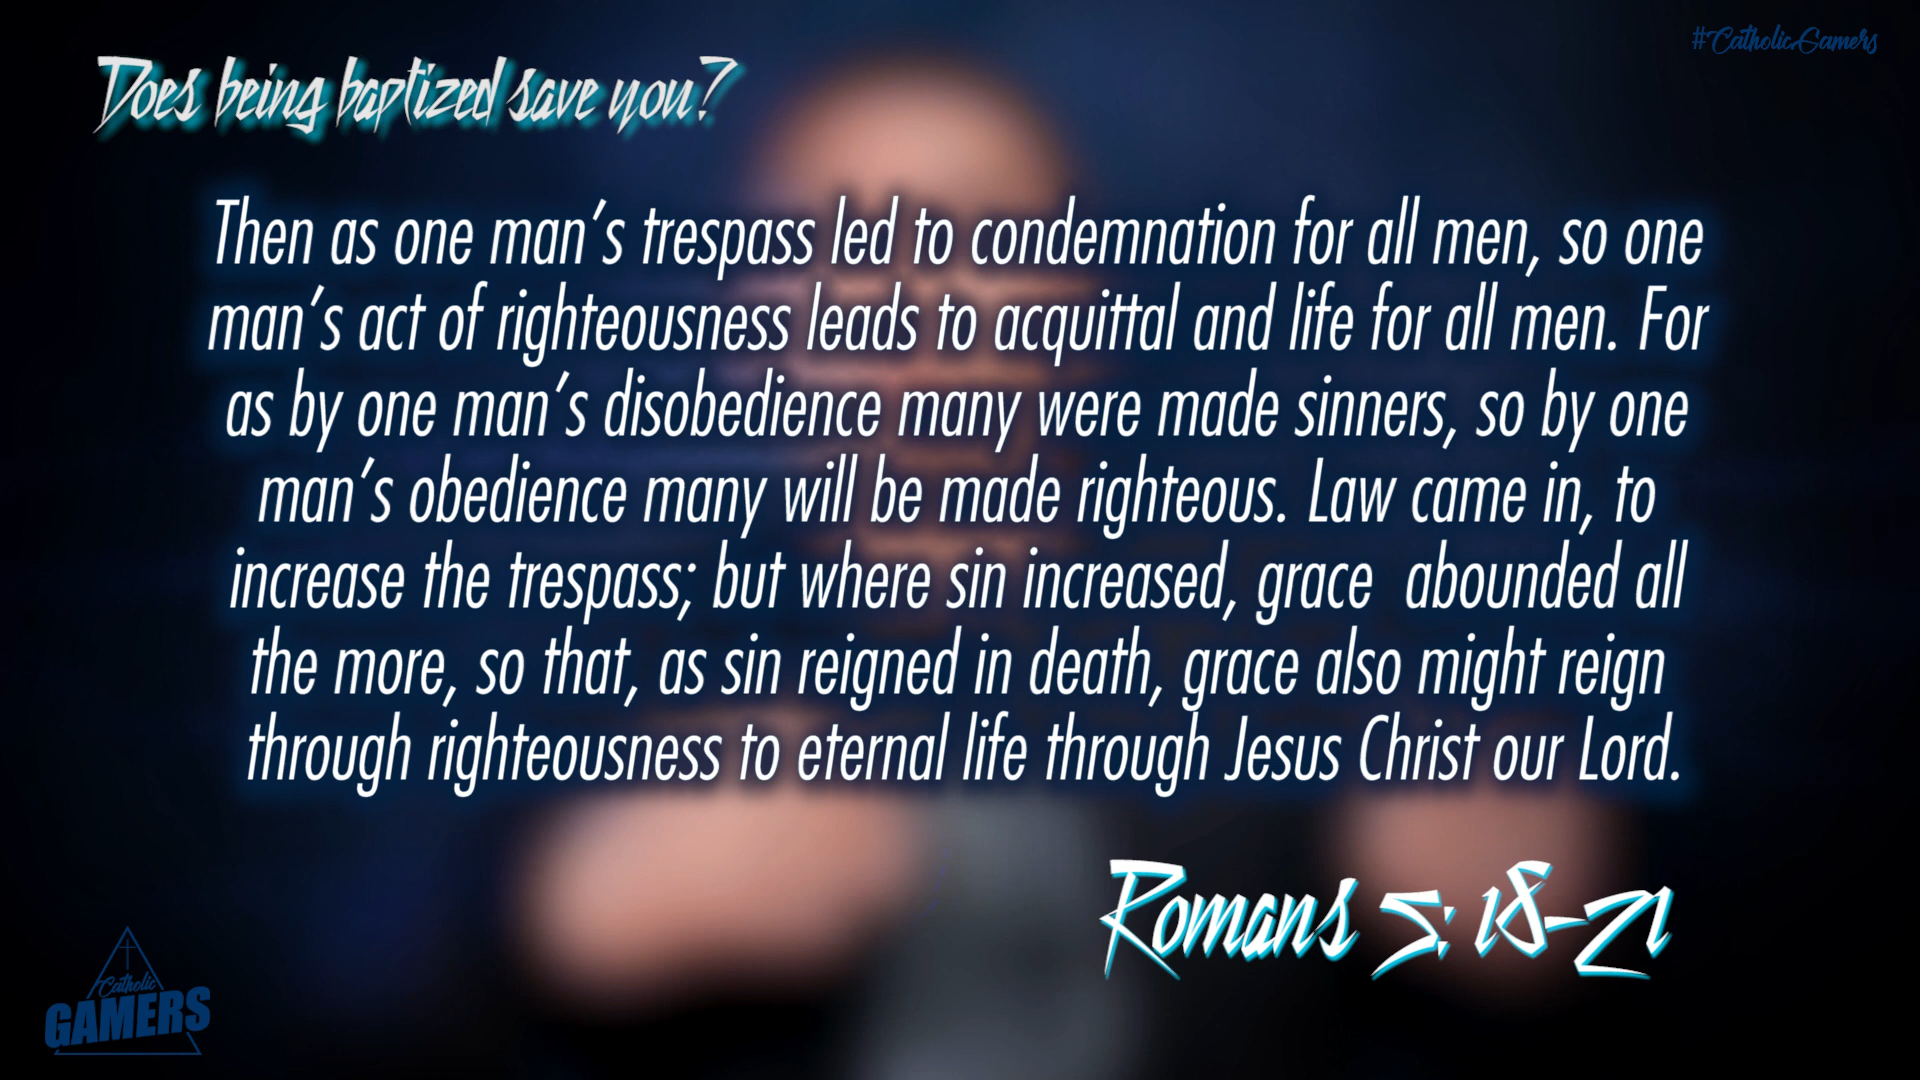 #CatholicGamers
Does being baptized save you?
Then as one man's trespass led to condemnation for all men, so one
man's act of righteousness leads to acquittal and life for all men. For
as by one man's disobedience many were made sinners, so by one
man's obedience many will be made righteous. Law came in, to
increase the trespass; but where sin increased, grace  abounded all
the more, so that, as sin reigned in death, grace also might reign
through righteousness to eternal life through Jesus Christ our Lord.
Romans 5: 18-21
Catholic
GAMERS